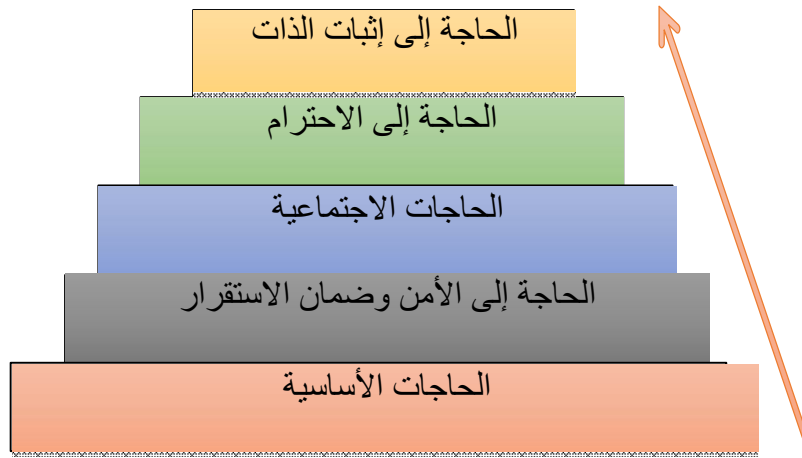 الحاجة إلى إثبات الذات
الحاجة إلى الاحترام
الحاجات الاجتماعية
الحاجة إلى الأمن وضمان الاستقرار
الحاجات الأساسية